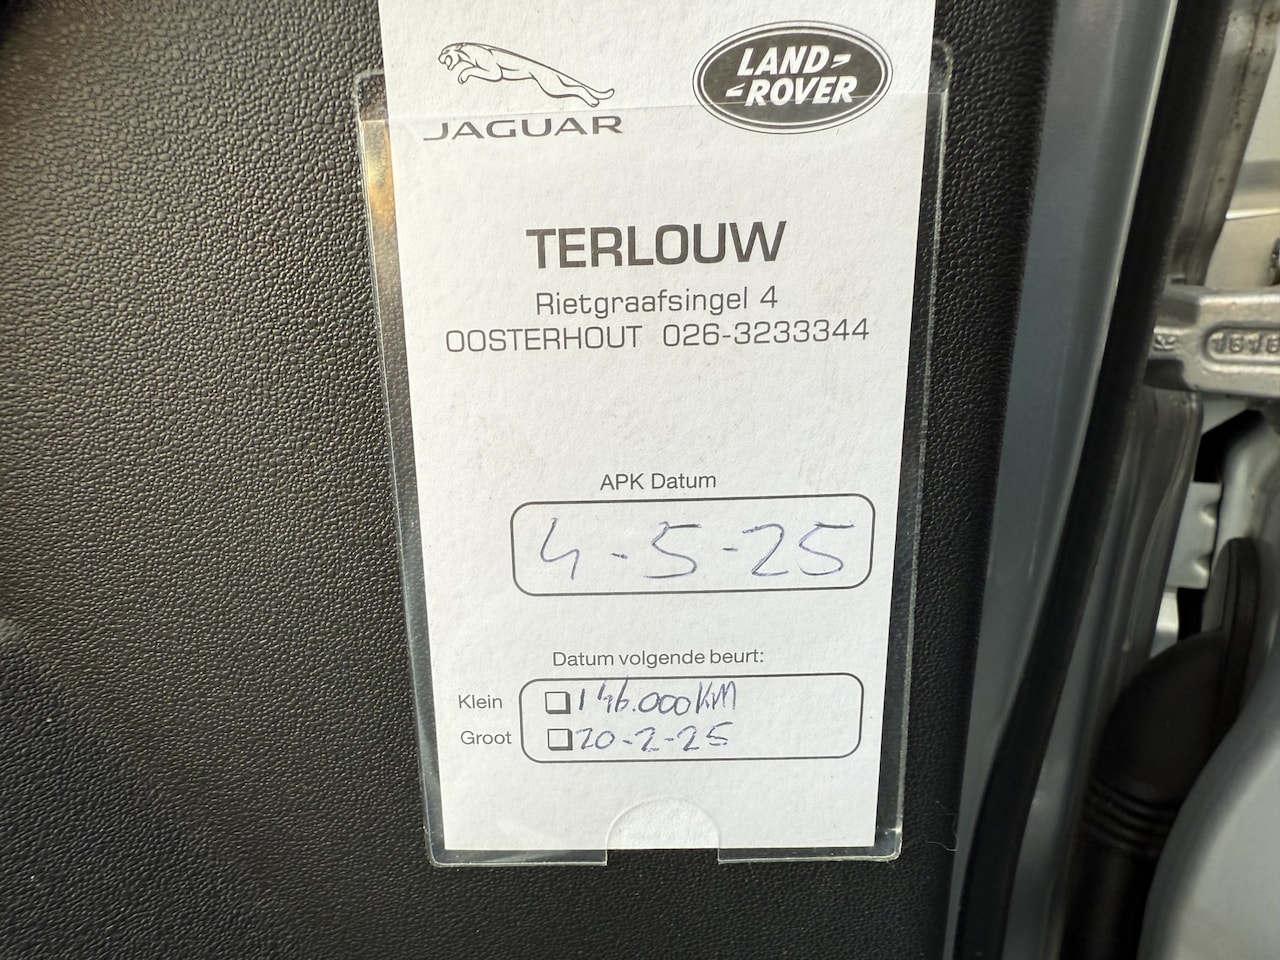 JAGUAR
LAND-
-ROVER
TERLOUW
Rietgraafsingel 4
OOSTERHOUT 026-3233344
APK Datum
4-5-25
Datum volgende beurt:
Klein 146.000KM
Groot 20-2-25